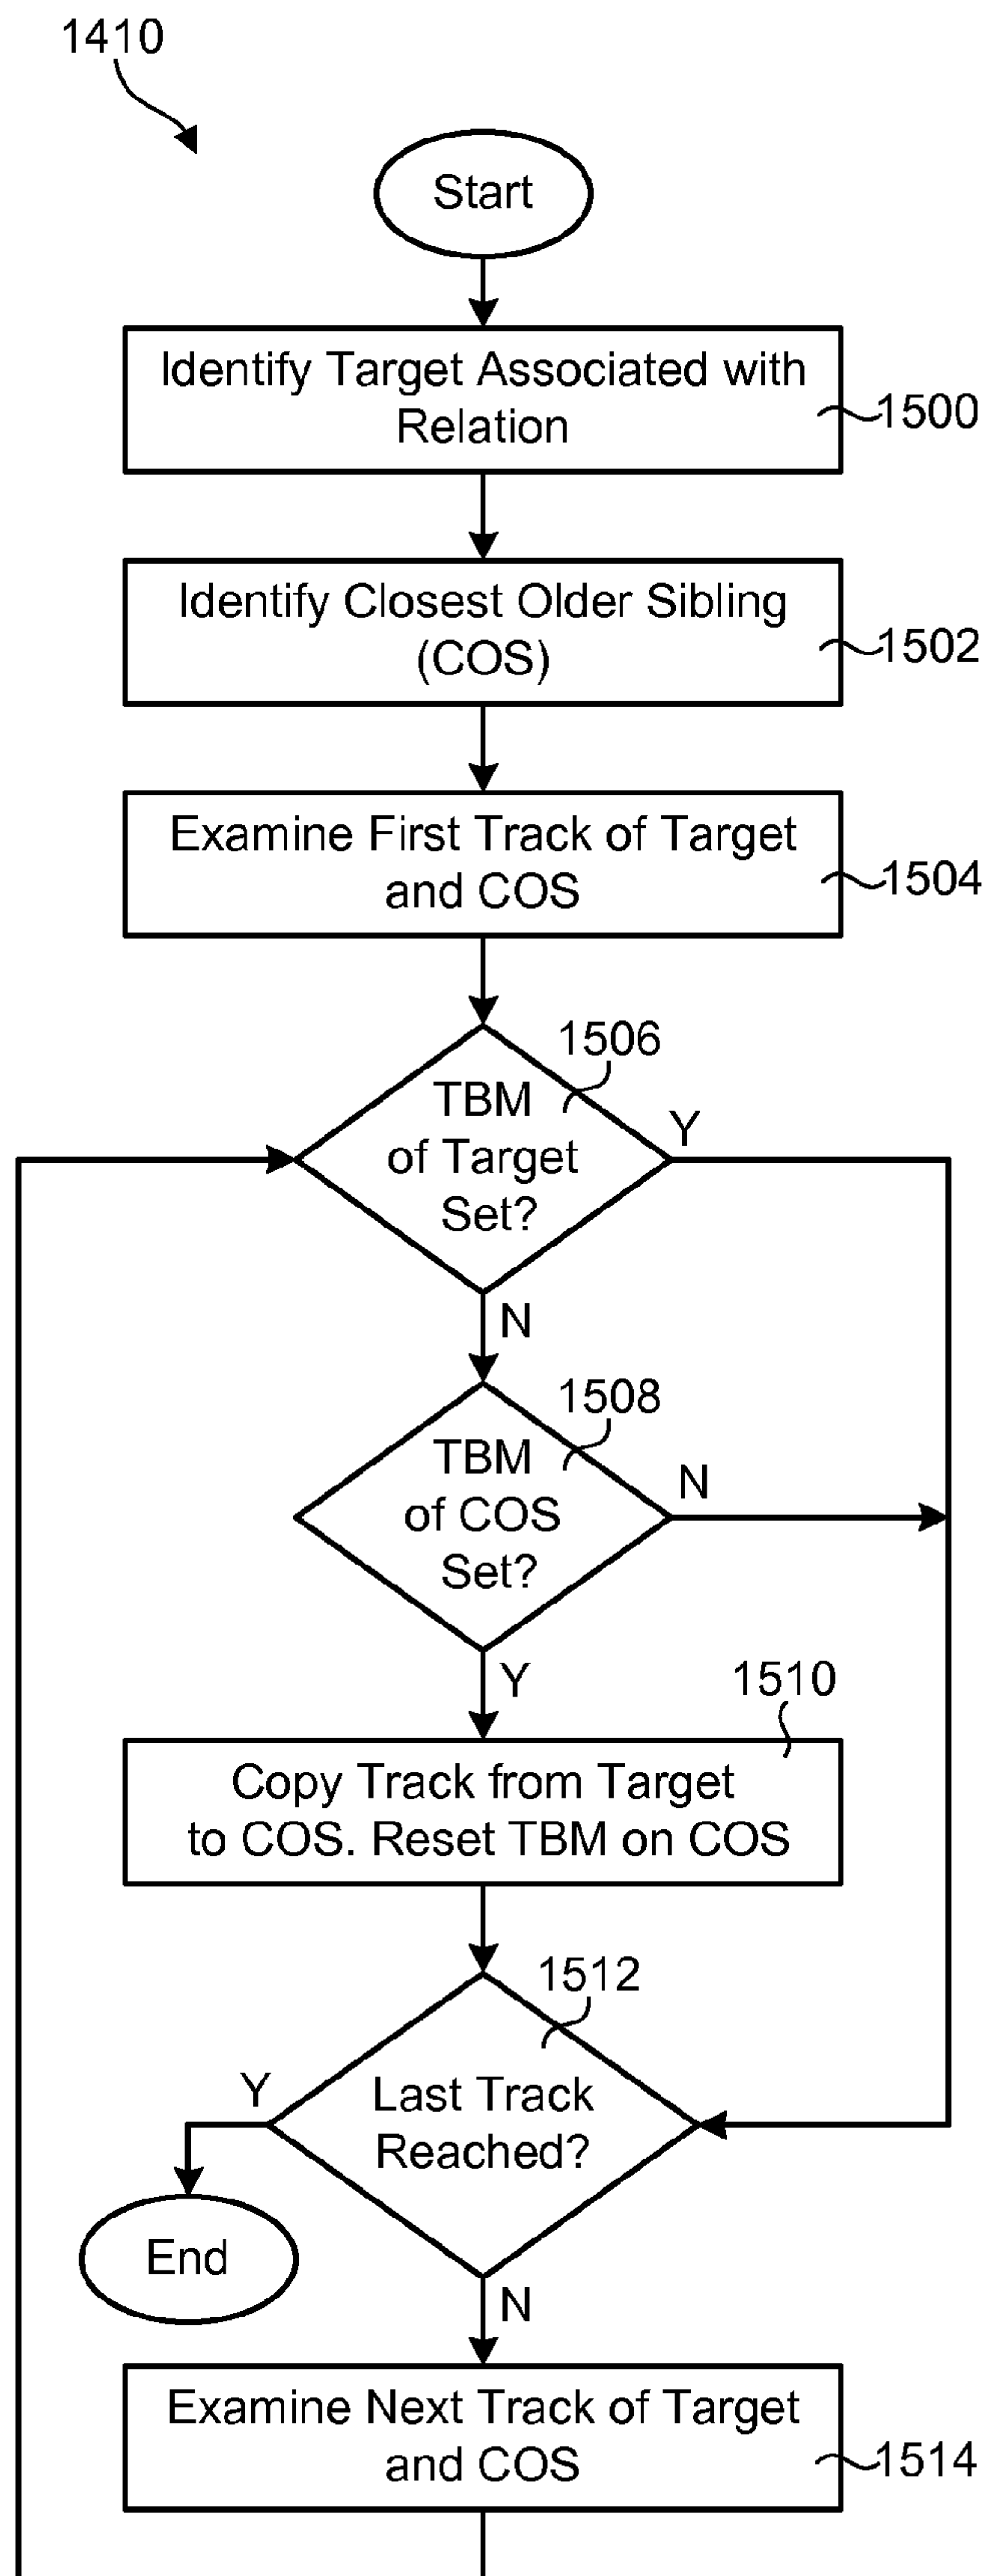 1410
Start
Identify Target Associated with
Relation
1500
Identify Closest Older Sibling
(COS)
1502
Examine First Track of Target
and COS
1504
1506
TBM
of Target
Set?
Y
N
1508
TBM
of COS
Set?
N
Y
1510
Copy Track from Target
to COS. Reset TBM on COS
1512
Last Track
Reached?
Y
End
N
Examine Next Track of Target
and COS
1514